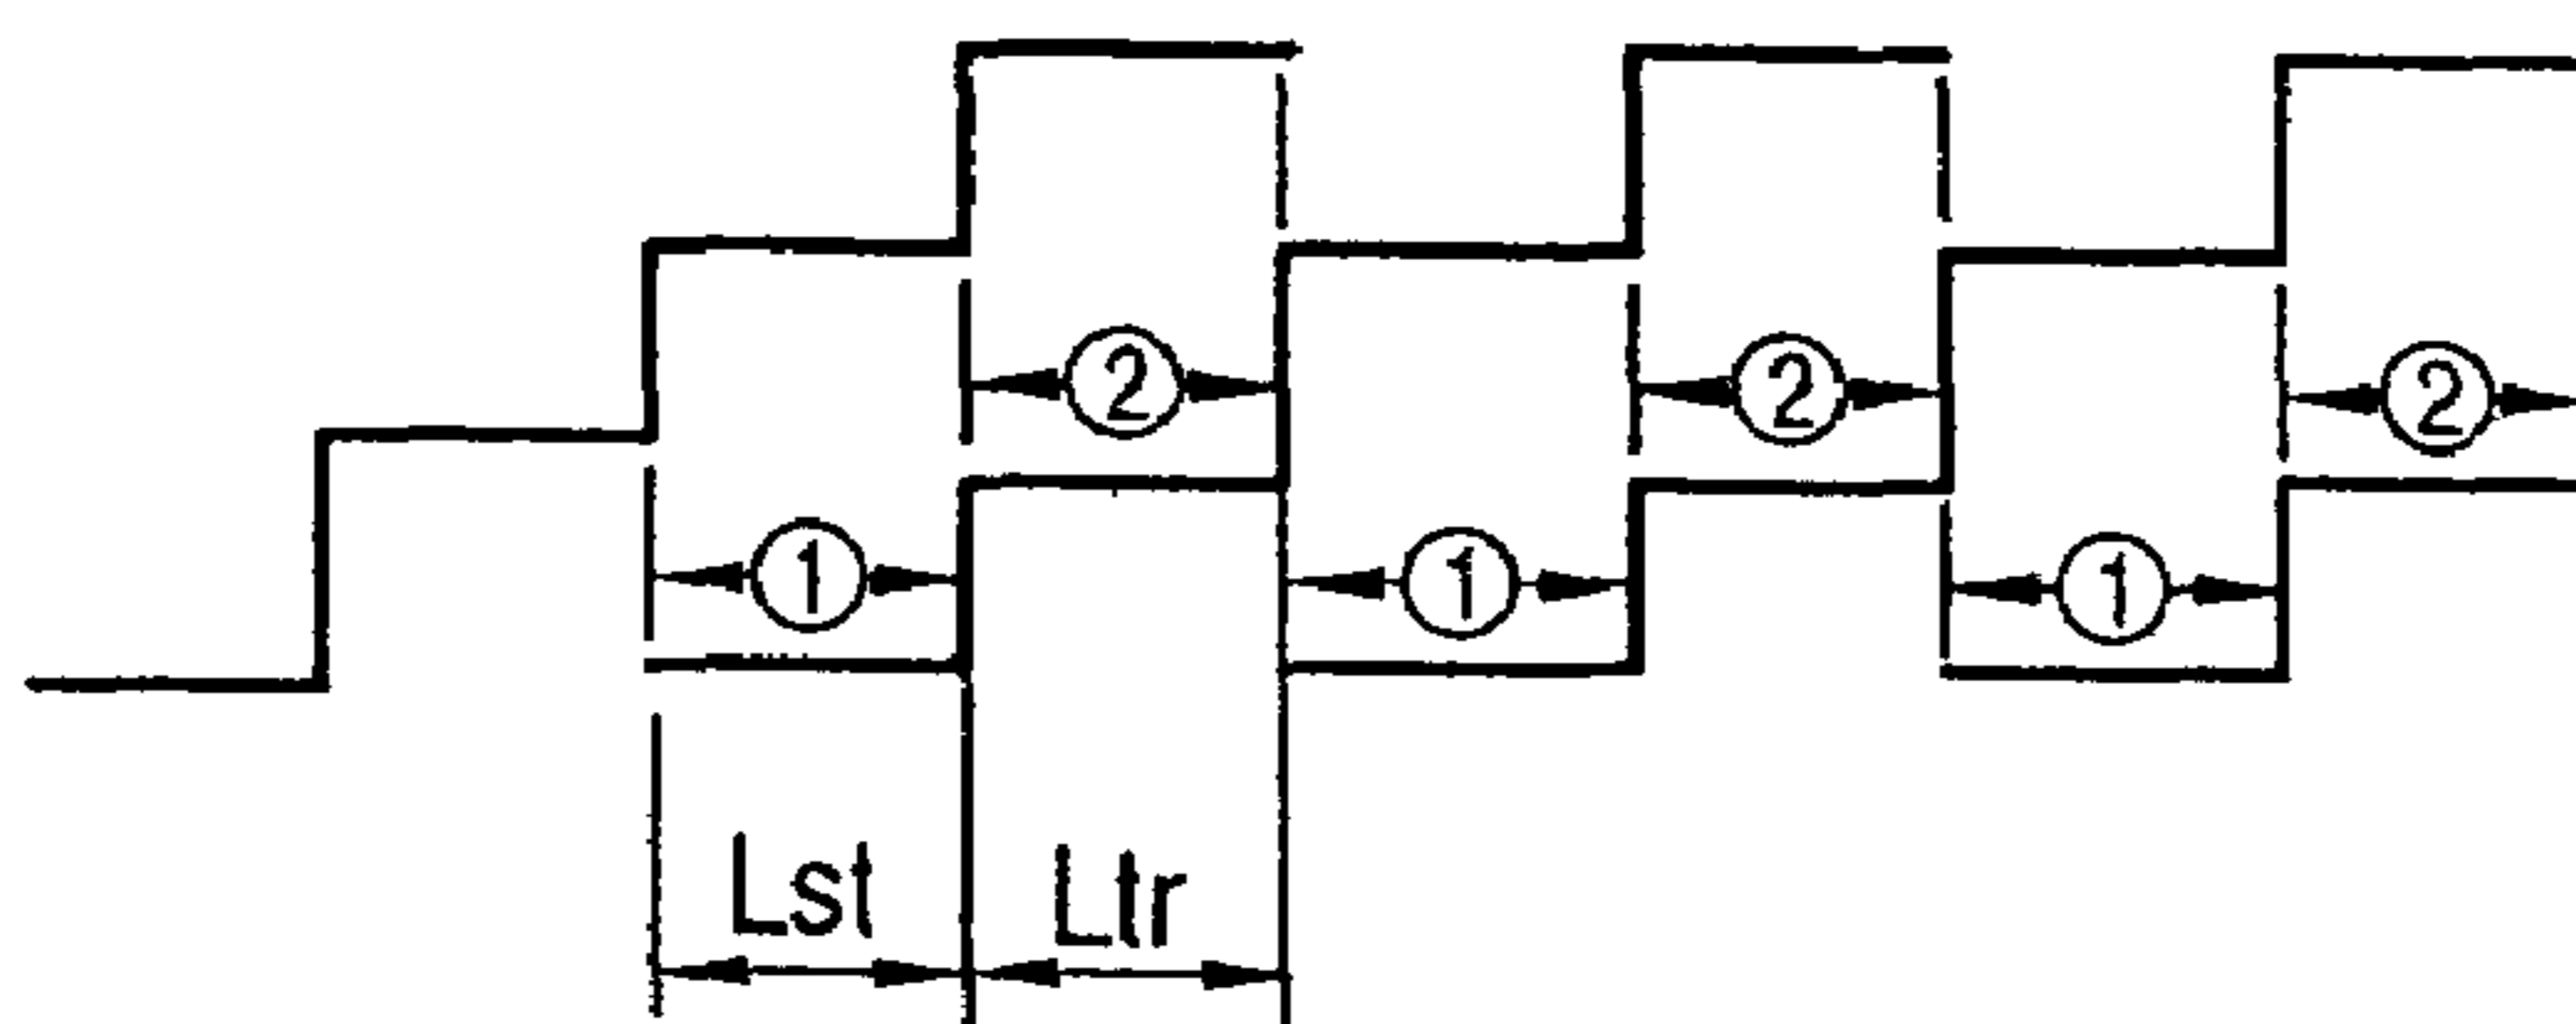 ② ② ②
① ① ①
Lst Ltr